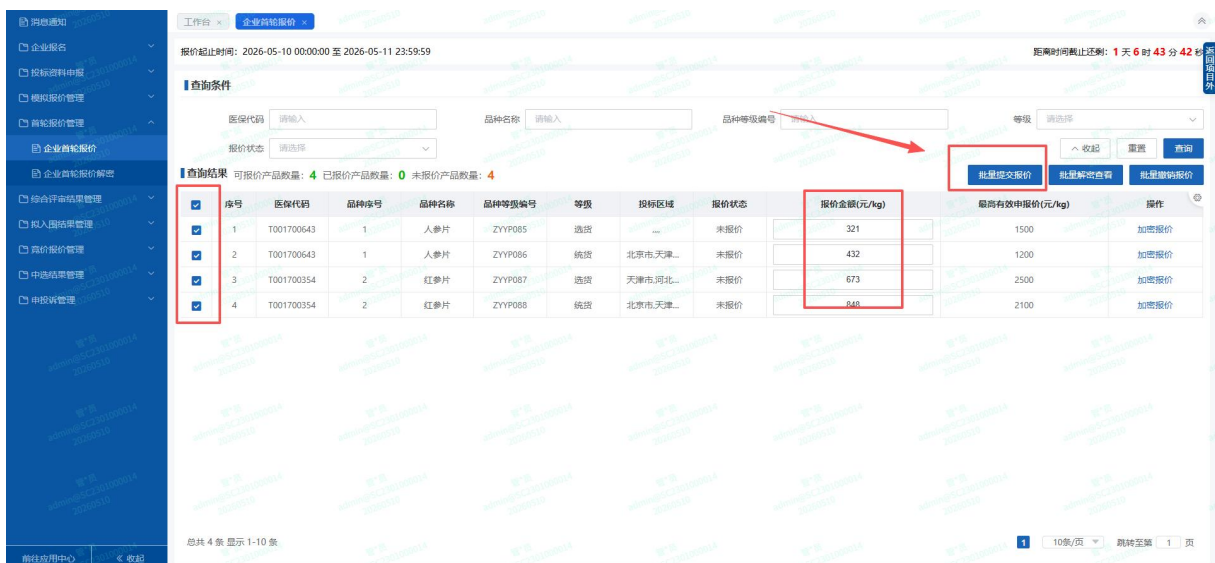 消息通知
企业报名
投标资料申报
模拟报价管理
首轮报价管理
企业首轮报价
企业首轮报价解密
综合评审结果管理
拟入围结果管理
竞价报价管理
中选结果管理
申投诉管理
前往应用中心 《 收起
工作台 × 企业首轮报价 ×
报价起止时间：2026-05-10 00:00:00 至 2026-05-11 23:59:59 距离时间截止还剩：1 天 6 时 43 分 42 秒
返回项目外
查询条件
医保代码 请输入 品种名称 请输入 品种等级编号 请输入 等级 请选择
报价状态 请选择 收起 重置 查询
查询结果 可报价产品数量：4 已报价产品数量：0 未报价产品数量：4 批量提交报价 批量解密查看 批量撤销报价
序号 医保代码 品种序号 品种名称 品种等级编号 等级 投标区域 报价状态 报价金额(元/kg) 最高有效申报价(元/kg) 操作
1 T001700643 1 人参片 ZYYP085 选货 ... 未报价 321 1500 加密报价
2 T001700643 1 人参片 ZYYP086 统货 北京市,天津... 未报价 432 1200 加密报价
3 T001700354 2 红参片 ZYYP087 选货 天津市,河北... 未报价 673 2500 加密报价
4 T001700354 2 红参片 ZYYP088 统货 北京市,天津... 未报价 848 2100 加密报价
总共 4 条 显示 1-10 条 1 10条/页 跳转至第 1 页